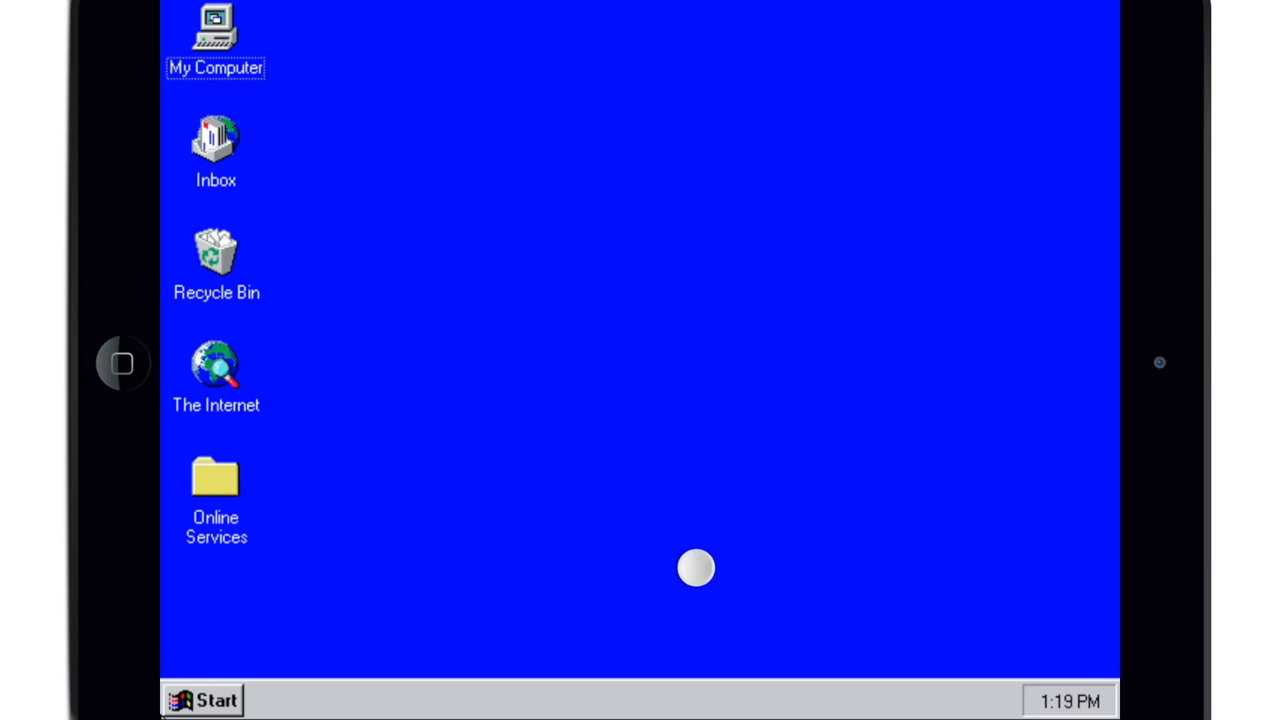 My Computer
Inbox
Recycle Bin
The Internet
Online
Services
Start
1:19 PM